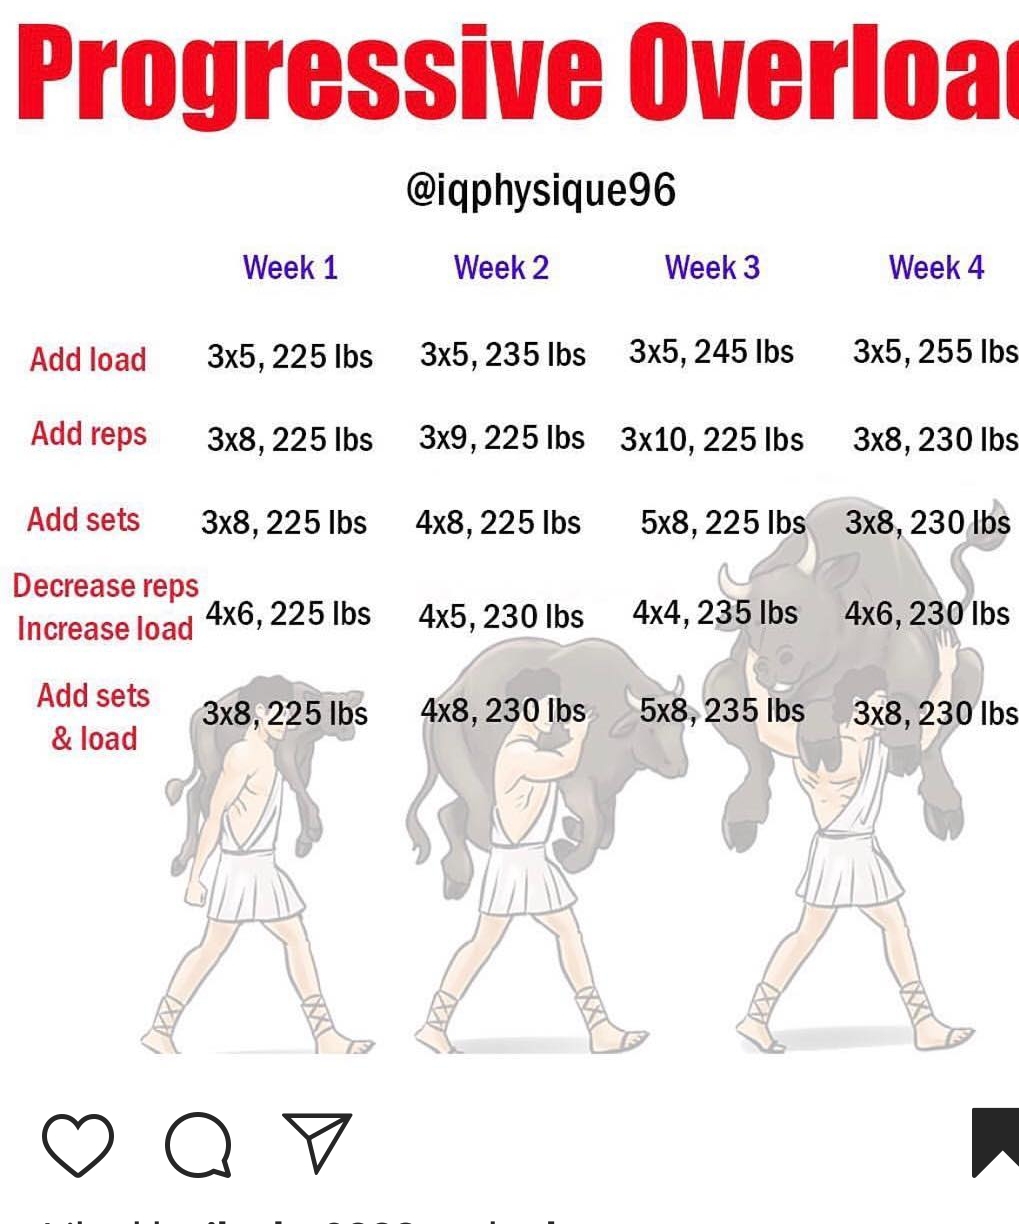 Progressive Overload
@iqphysique96
Week 1 Week 2 Week 3 Week 4
Add load 3x5, 225 lbs 3x5, 235 lbs 3x5, 245 lbs 3x5, 255 lbs
Add reps 3x8, 225 lbs 3x9, 225 lbs 3x10, 225 lbs 3x8, 230 lbs
Add sets 3x8, 225 lbs 4x8, 225 lbs 5x8, 225 lbs 3x8, 230 lbs
Decrease reps
Increase load 4x6, 225 lbs 4x5, 230 lbs 4x4, 235 lbs 4x6, 230 lbs
Add sets
& load 3x8, 225 lbs 4x8, 230 lbs 5x8, 235 lbs 3x8, 230 lbs